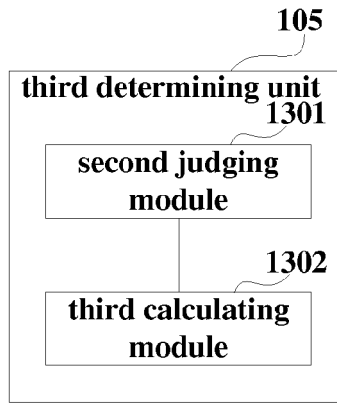 105
third determining unit
1301
second judging
module
1302
third calculating
module